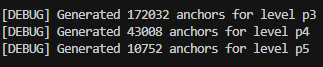 [DEBUG] Generated 172032 anchors for level p3
[DEBUG] Generated 43008 anchors for level p4
[DEBUG] Generated 10752 anchors for level p5